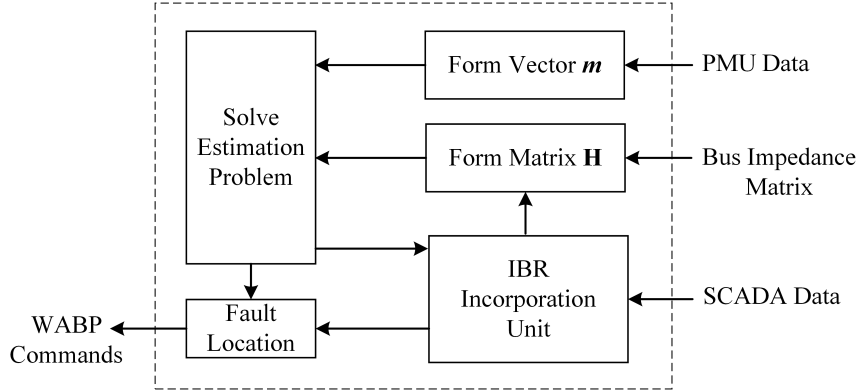 Solve
Estimation
Problem
Form Vector m
PMU Data
Form Matrix H
Bus Impedance
Matrix
IBR
Incorporation
Unit
SCADA Data
Fault
Location
WABP
Commands